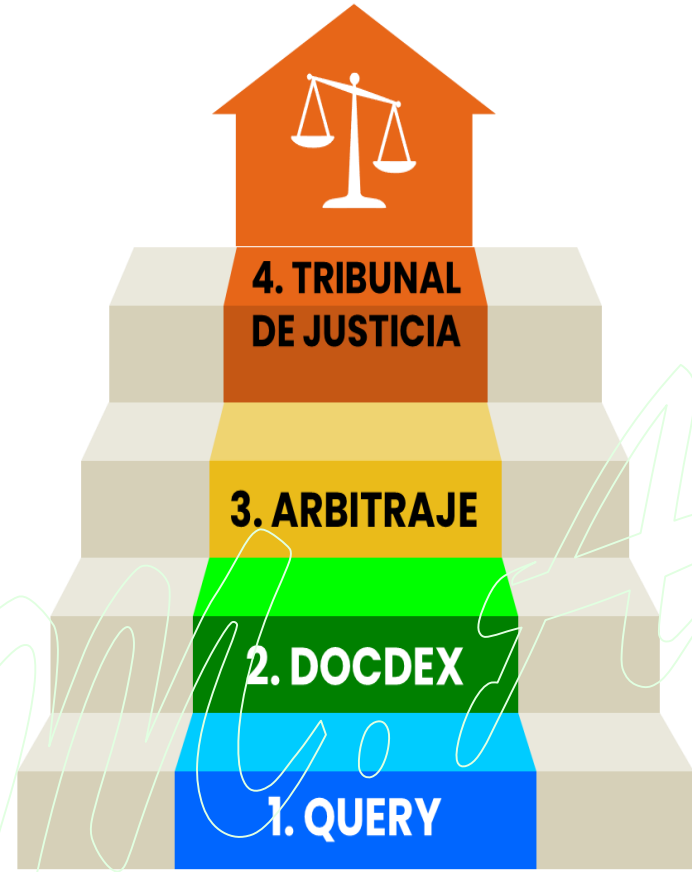 4. TRIBUNAL
DE JUSTICIA
3. ARBITRAJE
2. DOCDEX
1. QUERY